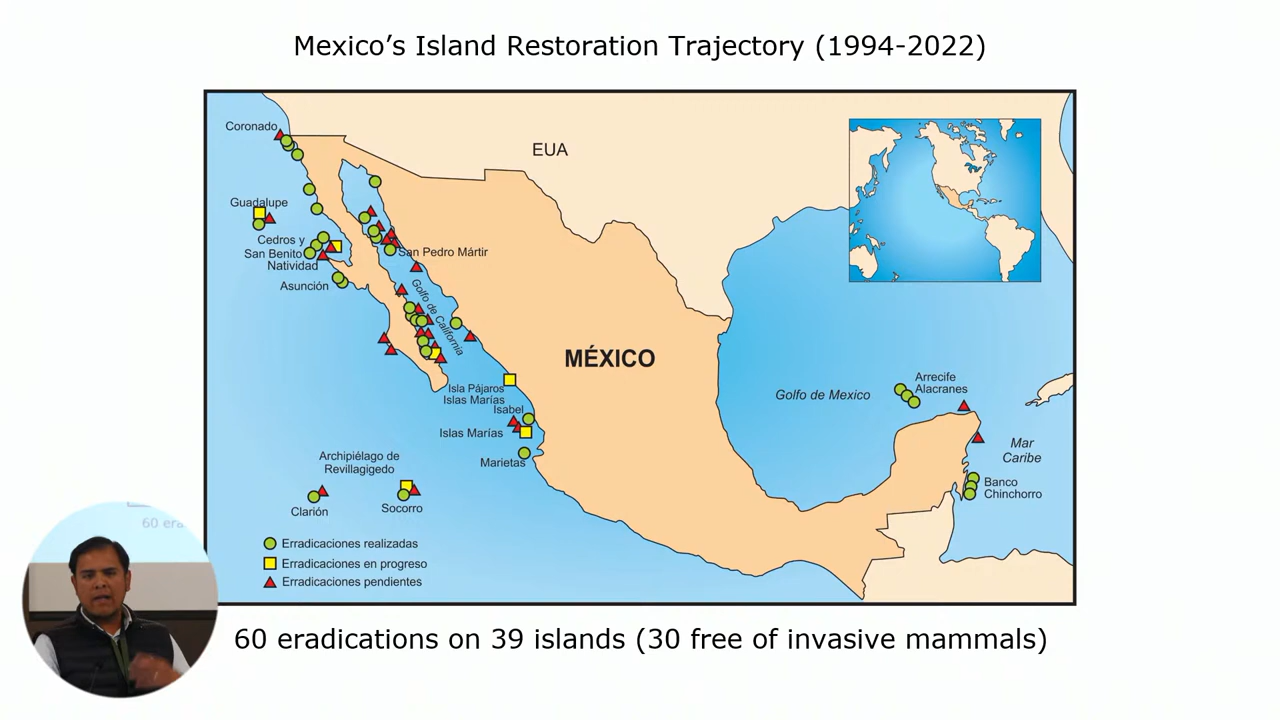 Mexico’s Island Restoration Trajectory (1994-2022)
Coronado
EUA
Guadalupe
Cedros y
San Benito
Natividad
San Pedro Mártir
Asunción
Golfo de California
MÉXICO
Isla Pájaros
Islas Marías
Isabel
Islas Marías
Marietas
Golfo de Mexico
Arrecife
Alacranes
Mar
Caribe
Banco
Chinchorro
Archipiélago de
Revillagigedo
Clarión
Socorro
Erradicaciones realizadas
Erradicaciones en progreso
Erradicaciones pendientes
60 era
60 eradications on 39 islands (30 free of invasive mammals)